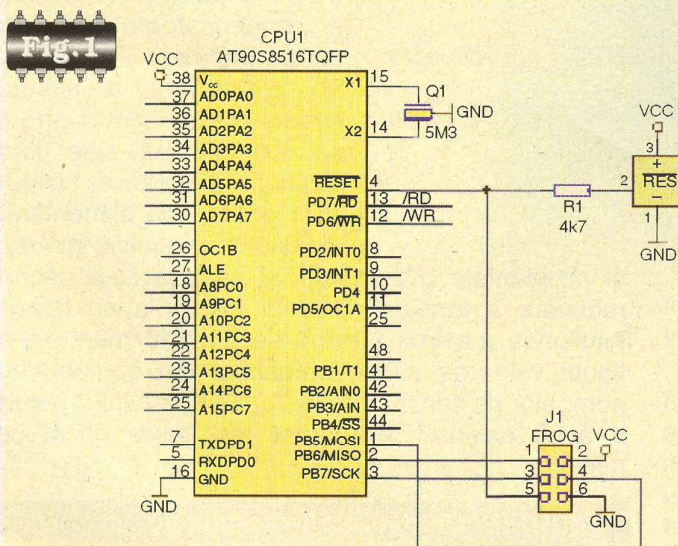 Fig.1
CPU1
AT90S8516TQFP
VCC
38 Vcc
37 AD0PA0
36 AD1PA1
35 AD2PA2
34 AD3PA3
33 AD4PA4
32 AD5PA5
31 AD6PA6
30 AD7PA7
26 OC1B
27 ALE
18 A8PC0
19 A9PC1
20 A10PC2
21 A11PC3
22 A12PC4
23 A13PC5
24 A14PC6
25 A15PC7
7 TXDPD1
5 RXDPD0
16 GND
GND
X1 15
X2 14
RESET 4
PD7/RD 13 /RD
PD6/WR 12 /WR
PD2/INT0 8
PD3/INT1 9
PD4 10
PD5/OC1A 11
25
48
PB1/T1 41
PB2/AIN0 42
PB3/AIN 43
PB4/SS 44
PB5/MOSI 1
PB6/MISO 2
PB7/SCK 3
Q1
GND
5M3
R1
4k7
VCC
3
+
2 RES
−
1
GND
J1
FROG
VCC
1 2
3 4
5 6
GND